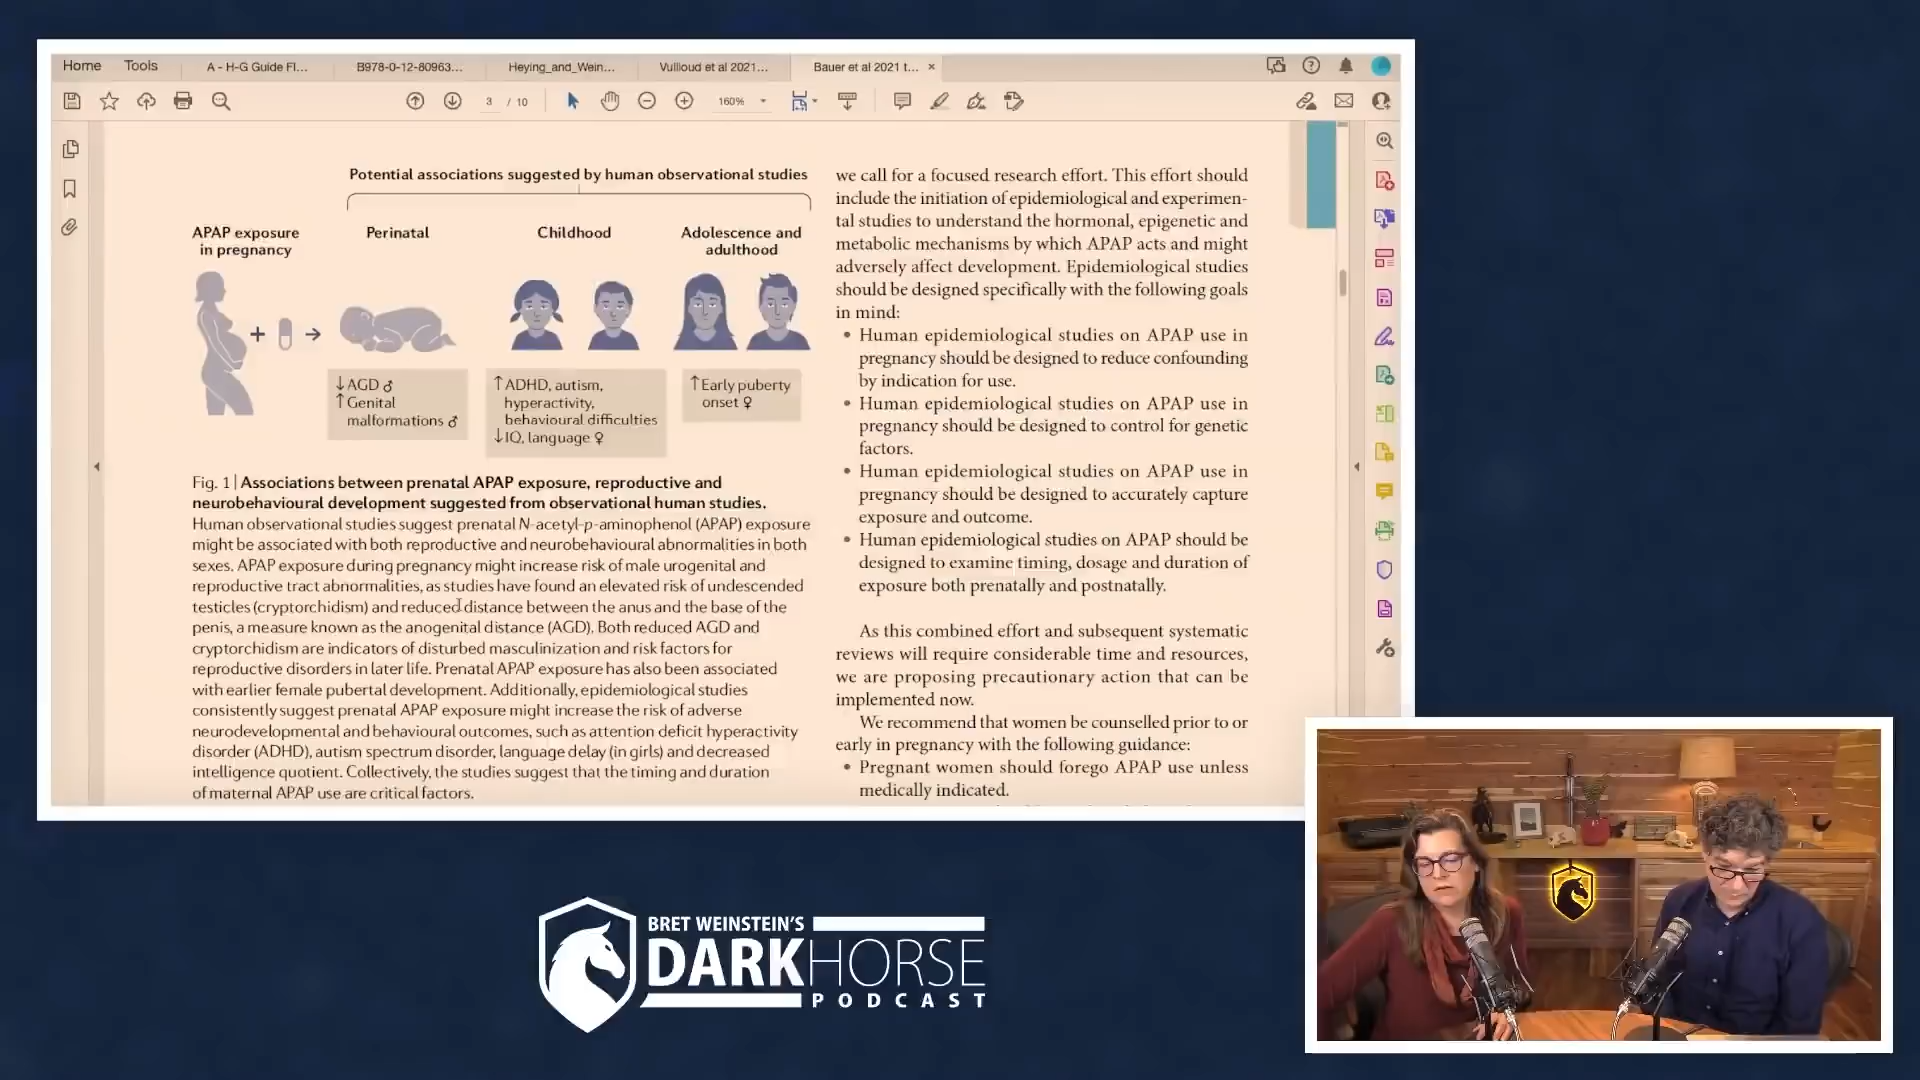 Home Tools A - H-G Guide Fl... B978-0-12-80963... Heying_and_Wein... Vullioud et al 2021... Bauer et al 2021 t... ×
3 / 10 160%
Potential associations suggested by human observational studies
APAP exposure
in pregnancy
Perinatal
Childhood
Adolescence and
adulthood
+ →
↓AGD ♂
↑Genital
malformations ♂
↑ADHD, autism,
hyperactivity,
behavioural difficulties
↓IQ, language ♀
↑Early puberty
onset ♀
Fig. 1 | Associations between prenatal APAP exposure, reproductive and
neurobehavioural development suggested from observational human studies.
Human observational studies suggest prenatal N-acetyl-p-aminophenol (APAP) exposure
might be associated with both reproductive and neurobehavioural abnormalities in both
sexes. APAP exposure during pregnancy might increase risk of male urogenital and
reproductive tract abnormalities, as studies have found an elevated risk of undescended
testicles (cryptorchidism) and reduced distance between the anus and the base of the
penis, a measure known as the anogenital distance (AGD). Both reduced AGD and
cryptorchidism are indicators of disturbed masculinization and risk factors for
reproductive disorders in later life. Prenatal APAP exposure has also been associated
with earlier female pubertal development. Additionally, epidemiological studies
consistently suggest prenatal APAP exposure might increase the risk of adverse
neurodevelopmental and behavioural outcomes, such as attention deficit hyperactivity
disorder (ADHD), autism spectrum disorder, language delay (in girls) and decreased
intelligence quotient. Collectively, the studies suggest that the timing and duration
of maternal APAP use are critical factors.
we call for a focused research effort. This effort should
include the initiation of epidemiological and experimen-
tal studies to understand the hormonal, epigenetic and
metabolic mechanisms by which APAP acts and might
adversely affect development. Epidemiological studies
should be designed specifically with the following goals
in mind:
• Human epidemiological studies on APAP use in
pregnancy should be designed to reduce confounding
by indication for use.
• Human epidemiological studies on APAP use in
pregnancy should be designed to control for genetic
factors.
• Human epidemiological studies on APAP use in
pregnancy should be designed to accurately capture
exposure and outcome.
• Human epidemiological studies on APAP should be
designed to examine timing, dosage and duration of
exposure both prenatally and postnatally.
As this combined effort and subsequent systematic
reviews will require considerable time and resources,
we are proposing precautionary action that can be
implemented now.
We recommend that women be counselled prior to or
early in pregnancy with the following guidance:
• Pregnant women should forego APAP use unless
medically indicated.
BRET WEINSTEIN'S
DARKHORSE
PODCAST